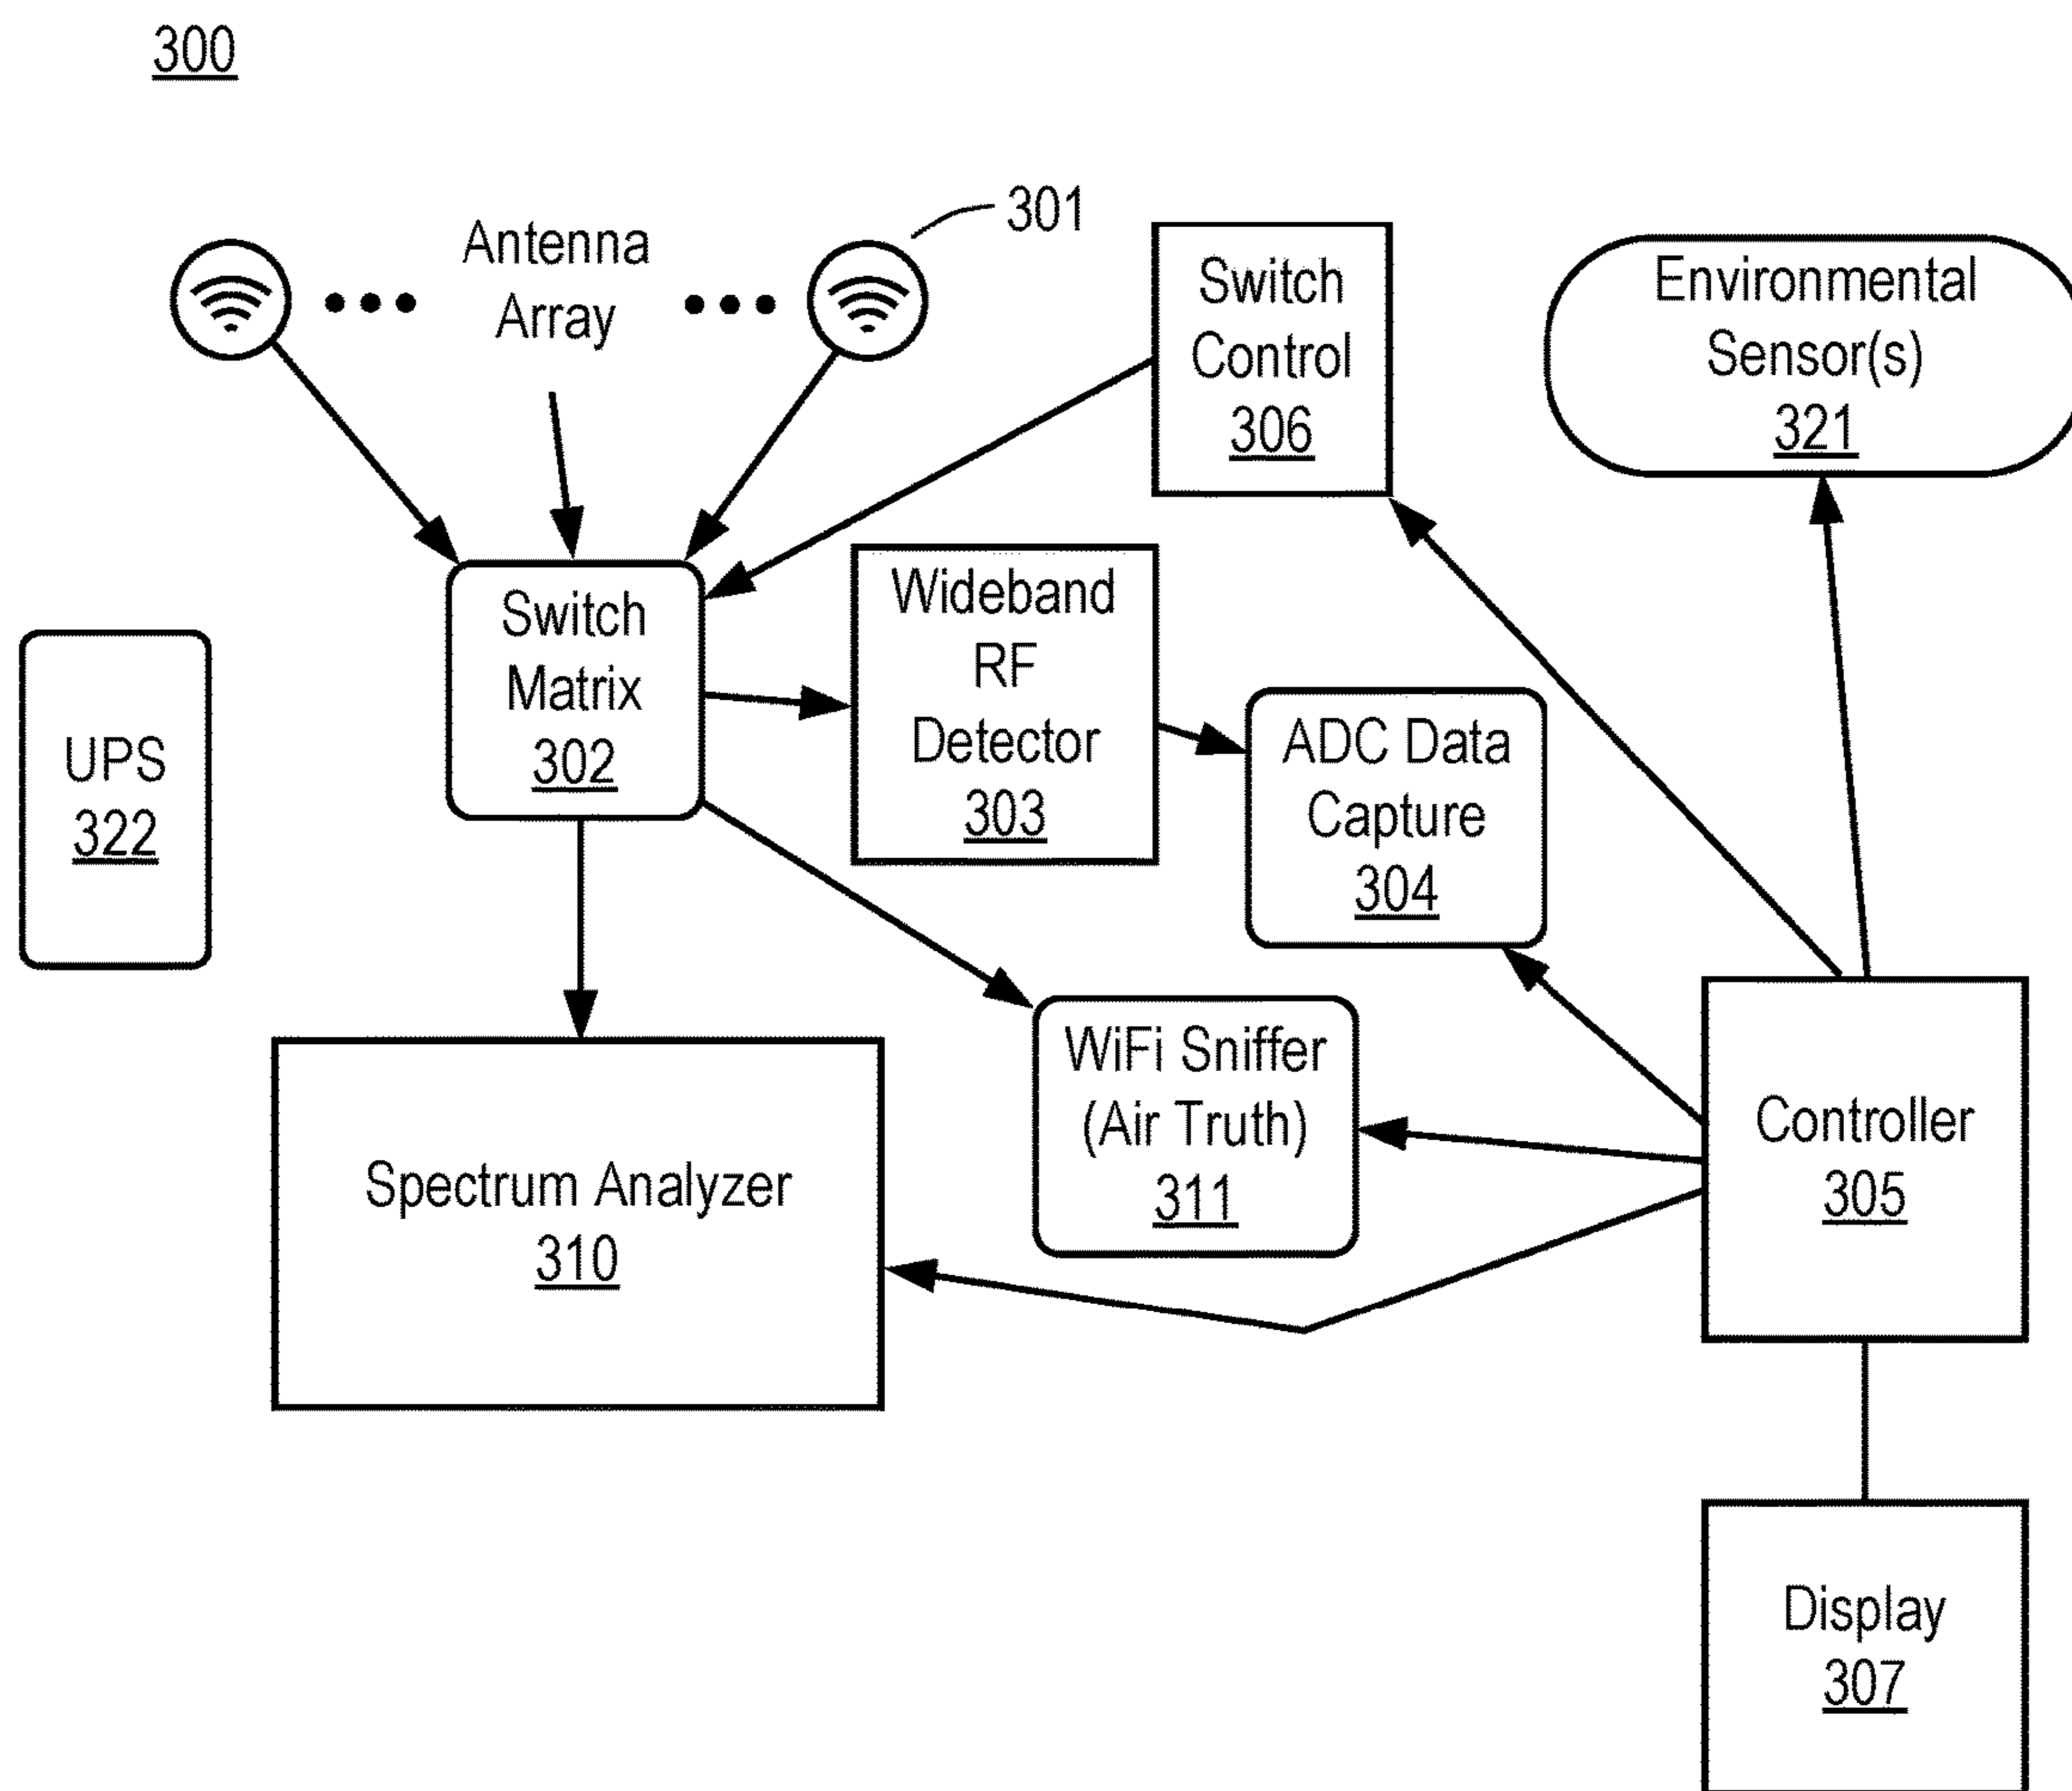 300
Antenna
Array
301
Switch
Control
306
Environmental
Sensor(s)
321
Switch
Matrix
302
Wideband
RF
Detector
303
ADC Data
Capture
304
UPS
322
WiFi Sniffer
(Air Truth)
311
Controller
305
Spectrum Analyzer
310
Display
307